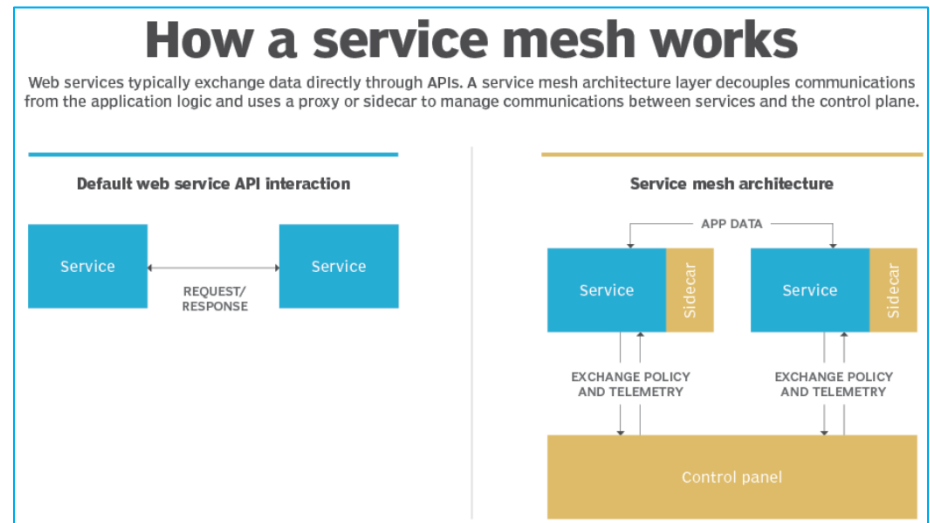 How a service mesh works
Web services typically exchange data directly through APIs. A service mesh architecture layer decouples communications
from the application logic and uses a proxy or sidecar to manage communications between services and the control plane.
Default web service API interaction
Service
Service
REQUEST/
RESPONSE
Service mesh architecture
APP DATA
Service
Sidecar
Service
Sidecar
EXCHANGE POLICY
AND TELEMETRY
EXCHANGE POLICY
AND TELEMETRY
Control panel